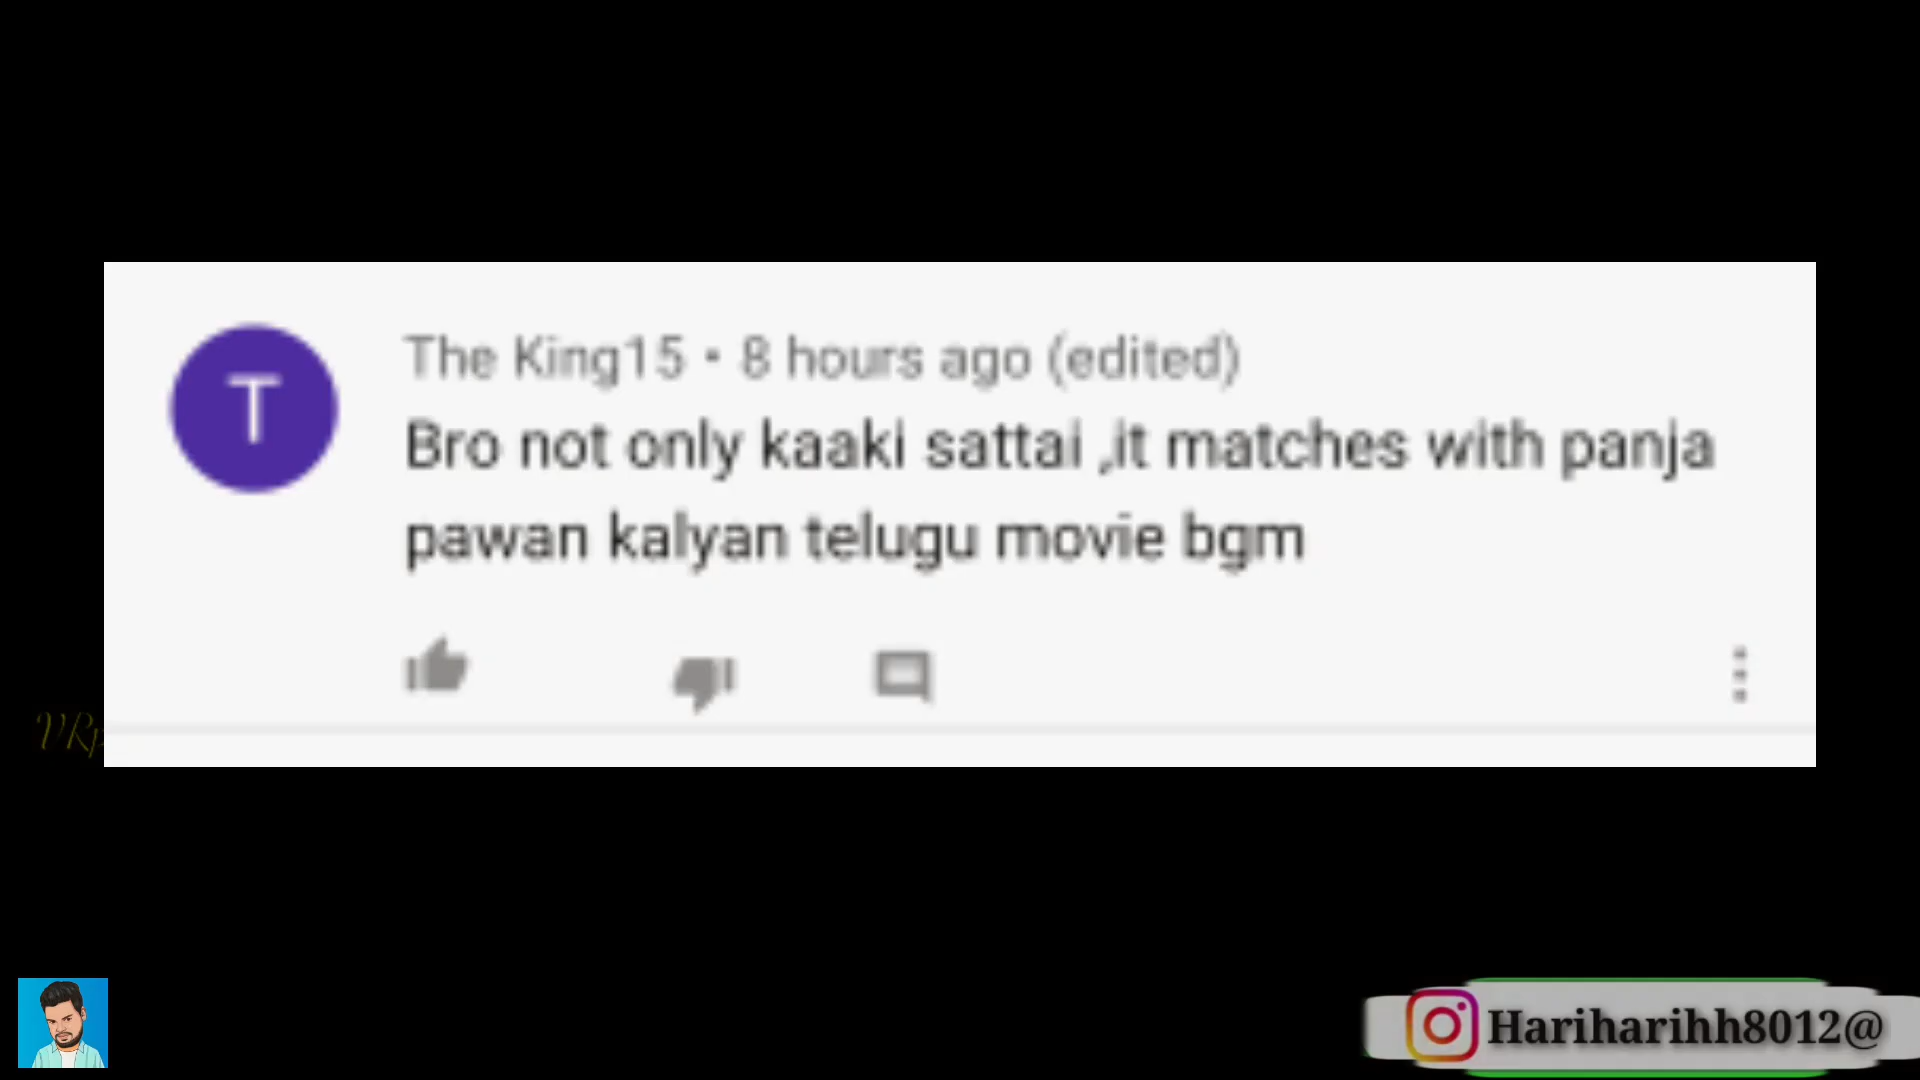 T
The King15 • 8 hours ago (edited)
Bro not only kaaki sattai ,it matches with panja
pawan kalyan telugu movie bgm
Hariharihh8012@